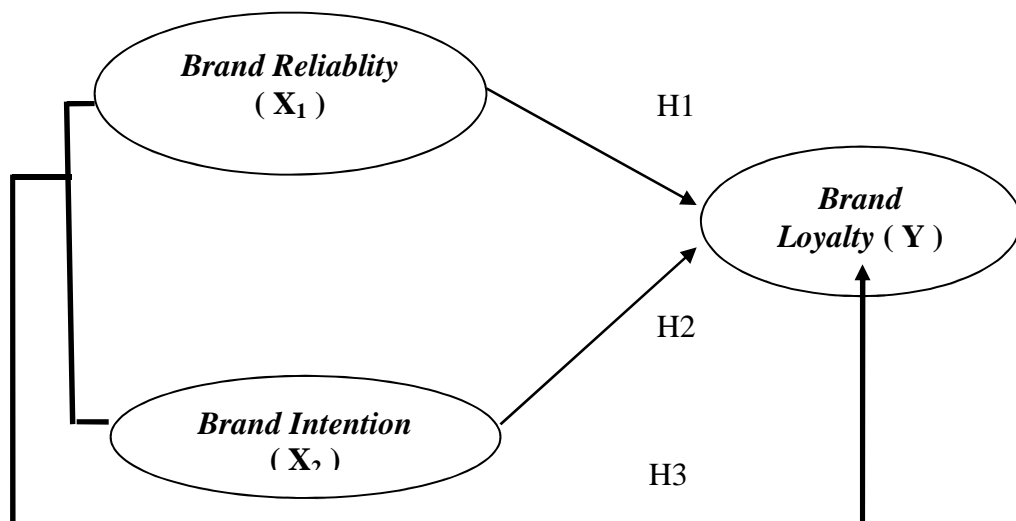 Brand Reliablity
( X₁ )
H1
Brand
Loyalty ( Y )
H2
Brand Intention
( X₂ )
H3